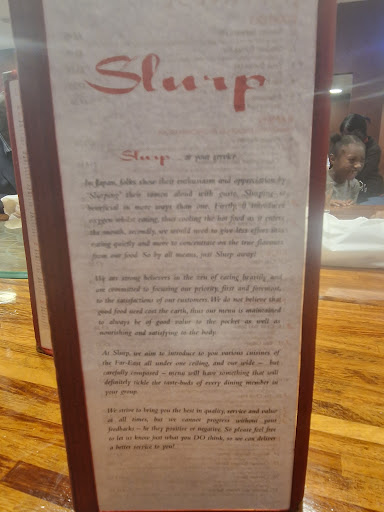 Slurp
Slurp ... at your service!
In Japan, folks show their enthusiasm and appreciation by
"slurping" their ramen aloud with gusto. Slurping is
beneficial in more ways than one. Firstly it introduces
oxygen whilst eating, thus cooling the hot food as it enters
the mouth, secondly, we would need to give less effort into
eating quietly and more to concentrate on the true flavours
from our food. So by all means, just Slurp away!
We are strong believers in the zen of eating heavily and
are committed to focusing our priority, first and foremost,
to the satisfactions of our customers. We do not believe that
good food need cost the earth, thus our menu is maintained
to always be of good value to the pocket as well as
nourishing and satisfying to the body.
At Slurp, we aim to introduce to you various cuisines of
the Far-East all under one ceiling, and our wide - but
carefully composed - menu will have something that will
definitely tickle the taste-buds of every dining member in
your group.
We strive to bring you the best in quality, service and value
at all times, but we cannot progress without your
feedbacks - be they positive or negative. So please feel free
to let us know just what you DO think, so we can deliver
a better service to you!